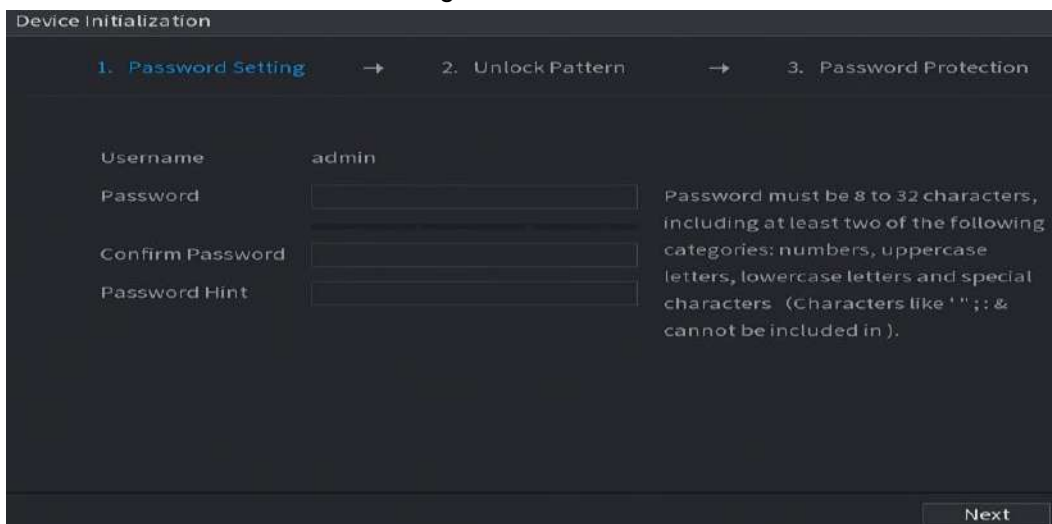 Device Initialization
1. Password Setting → 2. Unlock Pattern → 3. Password Protection
Username admin
Password
Password must be 8 to 32 characters,
including at least two of the following
Confirm Password
categories: numbers, uppercase
letters, lowercase letters and special
Password Hint
characters (Characters like ' " ; : &
cannot be included in ).
Next